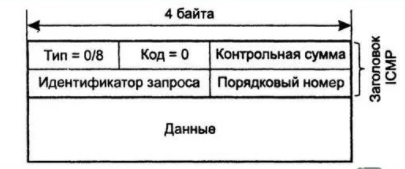 4 байта
Тип = 0/8 Код = 0 Контрольная сумма
Идентификатор запроса Порядковый номер
Данные
Заголовок
ICMP